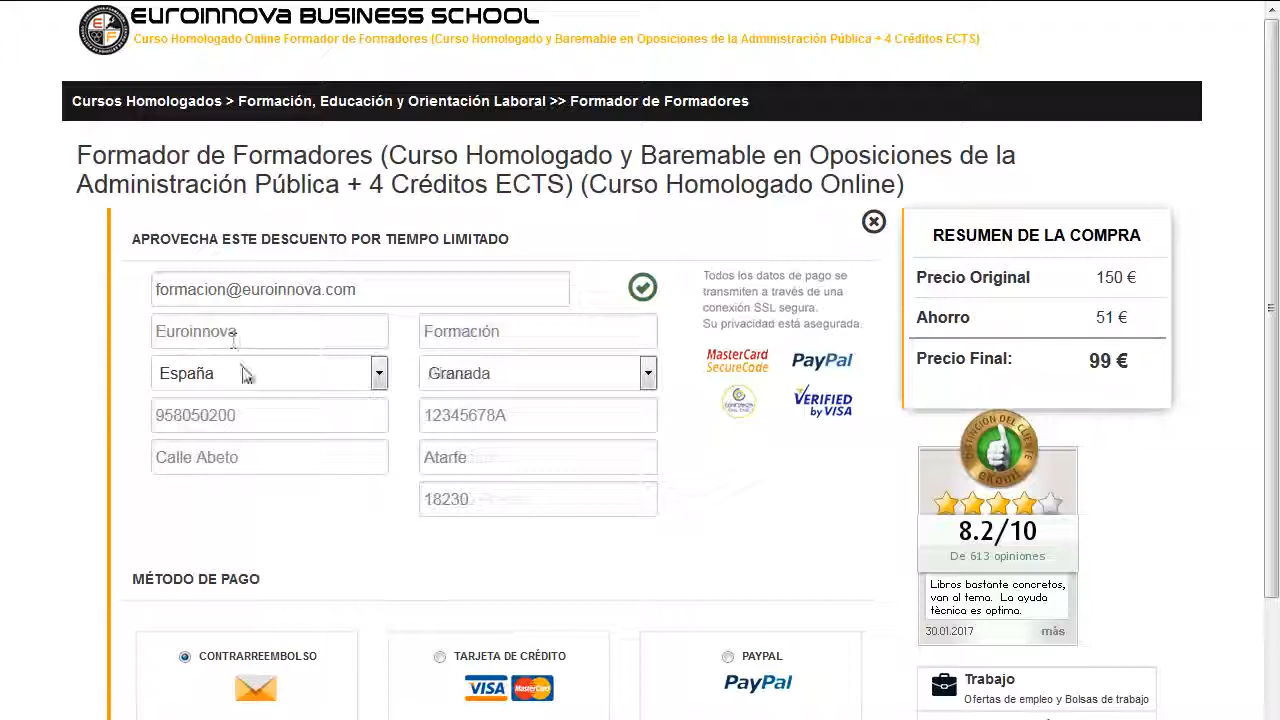 EUROINNOVA BUSINESS SCHOOL
Curso Homologado Online Formador de Formadores (Curso Homologado y Baremable en Oposiciones de la Administración Pública + 4 Créditos ECTS)
Cursos Homologados > Formación, Educación y Orientación Laboral >> Formador de Formadores
Formador de Formadores (Curso Homologado y Baremable en Oposiciones de la
Administración Pública + 4 Créditos ECTS) (Curso Homologado Online)
APROVECHA ESTE DESCUENTO POR TIEMPO LIMITADO
formacion@euroinnova.com
Euroinnova
Formación
España
Granada
958050200
12345678A
Calle Abeto
Atarfe
18230
Todos los datos de pago se
transmiten a través de una
conexión SSL segura.
Su privacidad está asegurada.
MasterCard
SecureCode
PayPal
VERIFIED
by VISA
MÉTODO DE PAGO
CONTRARREEMBOLSO
TARJETA DE CRÉDITO
VISA
MasterCard
PAYPAL
PayPal
RESUMEN DE LA COMPRA
Precio Original 150 €
Ahorro 51 €
Precio Final: 99 €
DISTINCIÓN DEL CLIENTE
eKomi
8.2/10
De 613 opiniones
Libros bastante concretos,
van al tema. La ayuda
tècnica es optima.
30.01.2017 más
Trabajo
Ofertas de empleo y Bolsas de trabajo